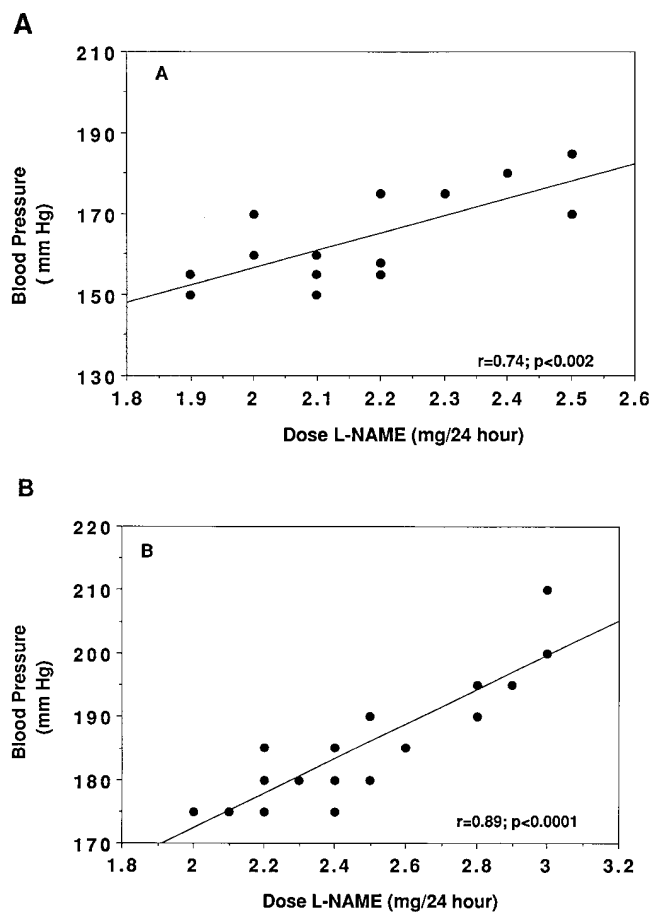 A
A
210
190
170
150
130
Blood Pressure
( mm Hg)
r=0.74; p<0.002
1.8 1.9 2 2.1 2.2 2.3 2.4 2.5 2.6
Dose L-NAME (mg/24 hour)
B
B
220
210
200
190
180
170
Blood Pressure
(mm Hg)
r=0.89; p<0.0001
1.8 2 2.2 2.4 2.6 2.8 3 3.2
Dose L-NAME (mg/24 hour)